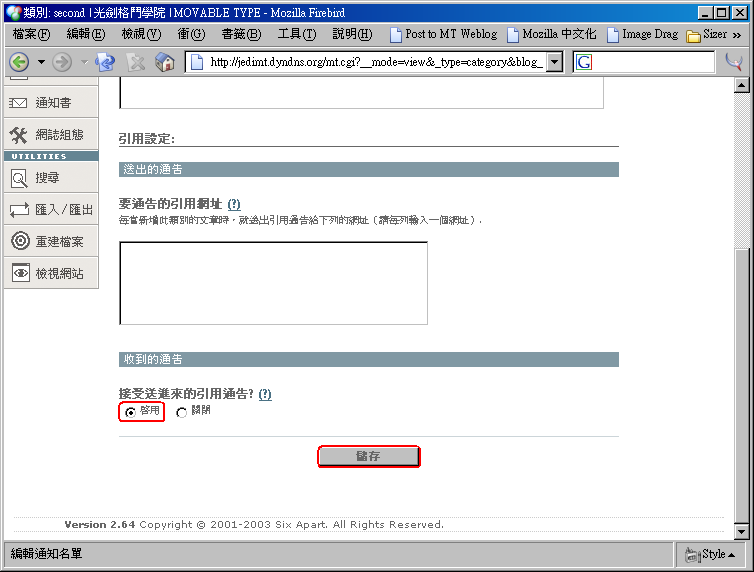 類別: second | 光劍格鬥學院 | MOVABLE TYPE - Mozilla Firebird
檔案(F) 編輯(E) 檢視(V) 衝(G) 書籤(B) 工具(T) 說明(H) Post to MT Weblog Mozilla 中文化 Image Drag Sizer »
http://jedimt.dyndns.org/mt.cgi?__mode=view&_type=category&blog_
通知書
網誌組態
UTILITIES
搜尋
匯入/匯出
重建檔案
檢視網站
引用設定:
送出的通告
要通告的引用網址 (?)
每當新增此類別的文章時，就送出引用通告給下列的網址（請每列輸入一個網址）.
收到的通告
接受送進來的引用通告? (?)
啓用 關閉
儲存
Version 2.64 Copyright © 2001-2003 Six Apart. All Rights Reserved.
編輯通知名單 Style